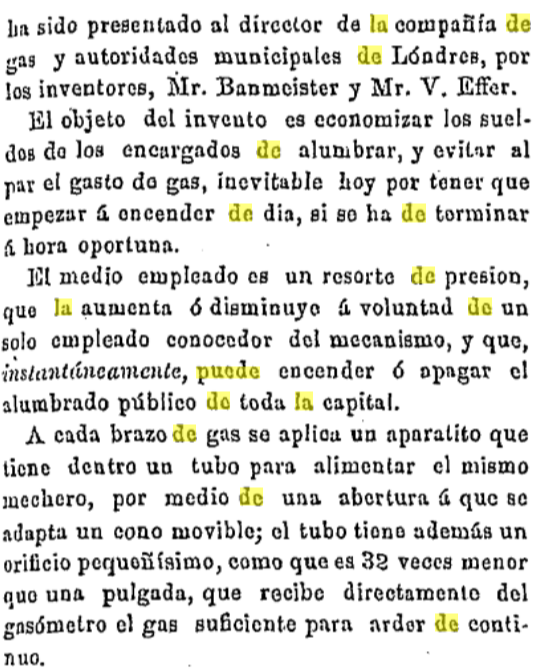 ha sido presentado al director de la compañía de
gas y autoridades municipales de Lóndres, por
los inventores, Mr. Banmeister y Mr. V. Effer.
El objeto del invento es economizar los suel-
dos de los encargados de alumbrar, y evitar al
par el gasto de gas, inevitable hoy por tener que
empezar á encender de dia, si se ha de terminar
á hora oportuna.
El medio empleado es un resorte de presion,
que la aumenta ó disminuye á voluntad de un
solo empleado conocedor del mecanismo, y que,
instantáneamente, puede encender ó apagar el
alumbrado público de toda la capital.
A cada brazo de gas se aplica un aparatito que
tiene dentro un tubo para alimentar el mismo
mechero, por medio de una abertura á que se
adapta un cono movible; el tubo tiene además un
orificio pequeñísimo, como que es 32 veces menor
que una pulgada, que recibe directamente del
gasómetro el gas suficiente para arder de conti-
nuo.